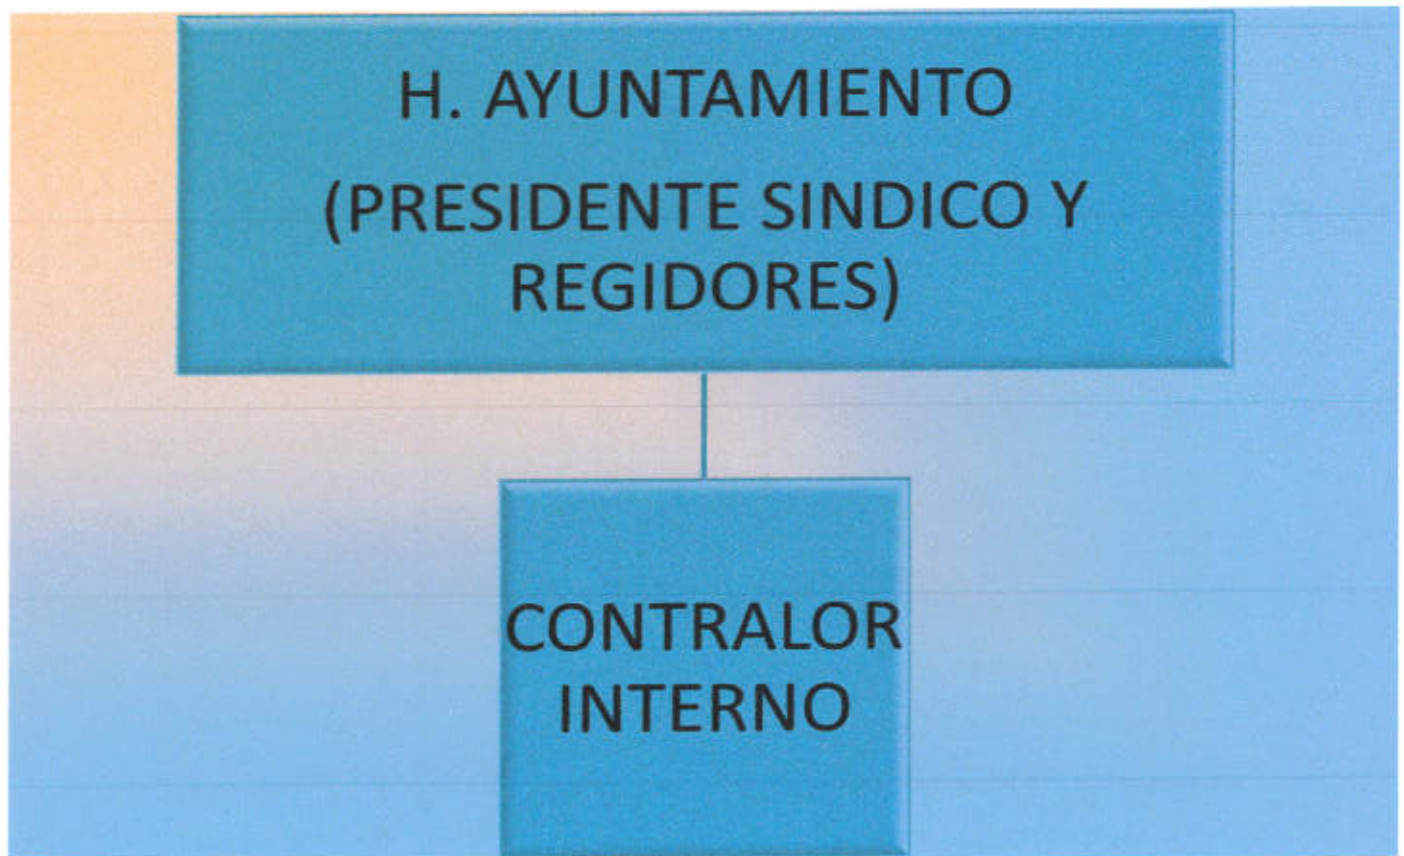 H. AYUNTAMIENTO
(PRESIDENTE SINDICO Y
REGIDORES)
CONTRALOR
INTERNO